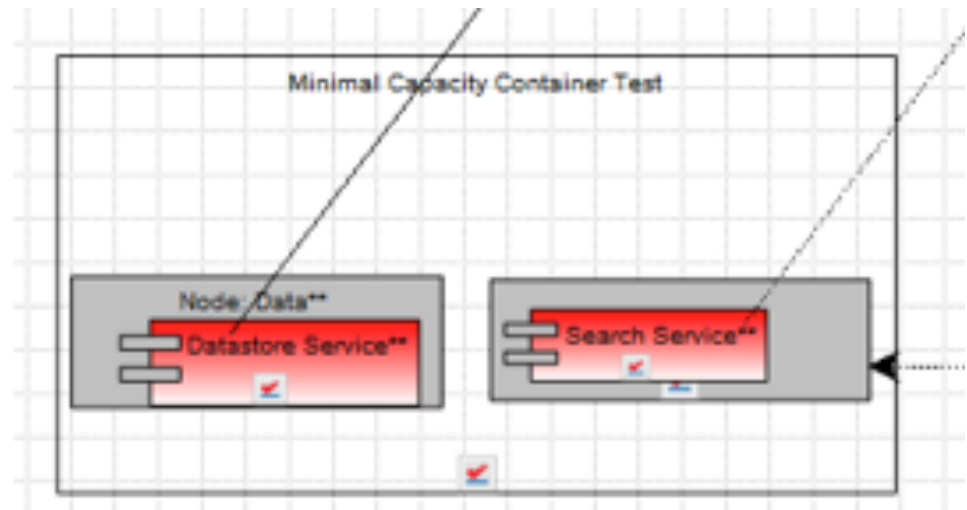 Minimal Capacity Container Test
Node: Data**
Datastore Service**
Search Service**